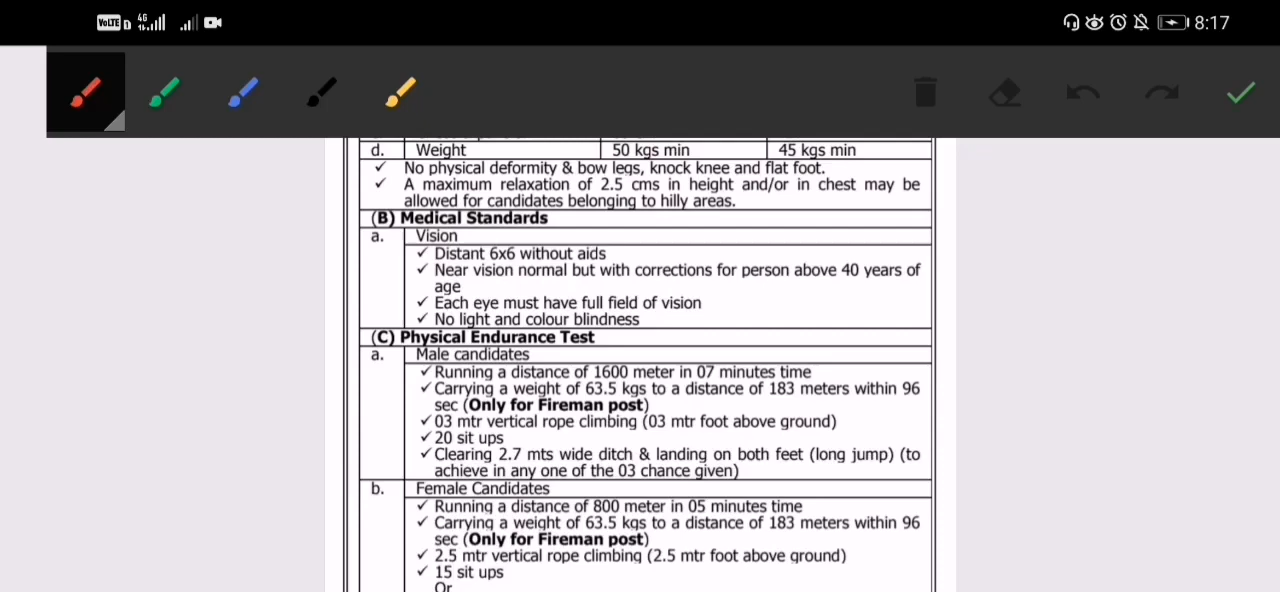 VoLTE D 4G 8:17
d. Weight 50 kgs min 45 kgs min
✓ No physical deformity & bow legs, knock knee and flat foot.
✓ A maximum relaxation of 2.5 cms in height and/or in chest may be
allowed for candidates belonging to hilly areas.
(B) Medical Standards
a. Vision
✓ Distant 6x6 without aids
✓ Near vision normal but with corrections for person above 40 years of
age
✓ Each eye must have full field of vision
✓ No light and colour blindness
(C) Physical Endurance Test
a. Male candidates
✓ Running a distance of 1600 meter in 07 minutes time
✓ Carrying a weight of 63.5 kgs to a distance of 183 meters within 96
sec (Only for Fireman post)
✓ 03 mtr vertical rope climbing (03 mtr foot above ground)
✓ 20 sit ups
✓ Clearing 2.7 mts wide ditch & landing on both feet (long jump) (to
achieve in any one of the 03 chance given)
b. Female Candidates
✓ Running a distance of 800 meter in 05 minutes time
✓ Carrying a weight of 63.5 kgs to a distance of 183 meters within 96
sec (Only for Fireman post)
✓ 2.5 mtr vertical rope climbing (2.5 mtr foot above ground)
✓ 15 sit ups
Or